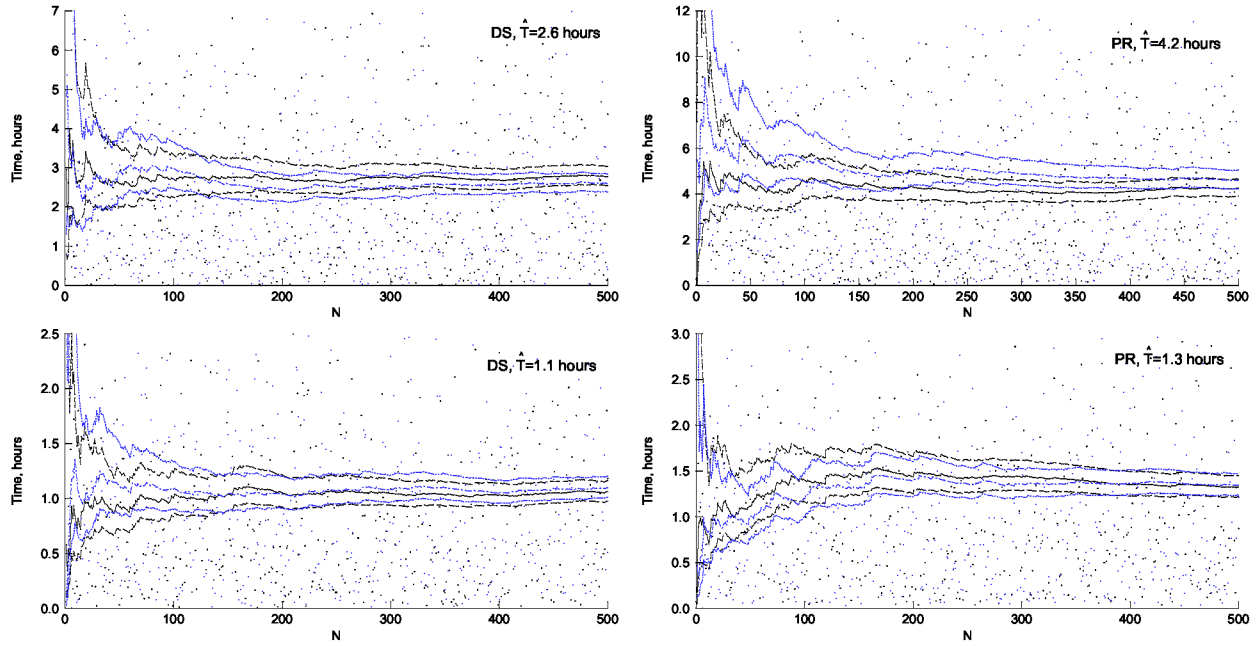 DS, T̂=2.6 hours
Time, hours
7
6
5
4
3
2
1
0
0 100 200 300 400 500
N
PR, T̂=4.2 hours
Time, hours
12
10
8
6
4
2
0
0 50 100 150 200 250 300 350 400 450 500
N
DS, T̂=1.1 hours
Time, hours
2.5
2.0
1.5
1.0
0.5
0.0
0 100 200 300 400 500
N
PR, T̂=1.3 hours
Time, hours
3.0
2.5
2.0
1.5
1.0
0.5
0.0
0 100 200 300 400 500
N